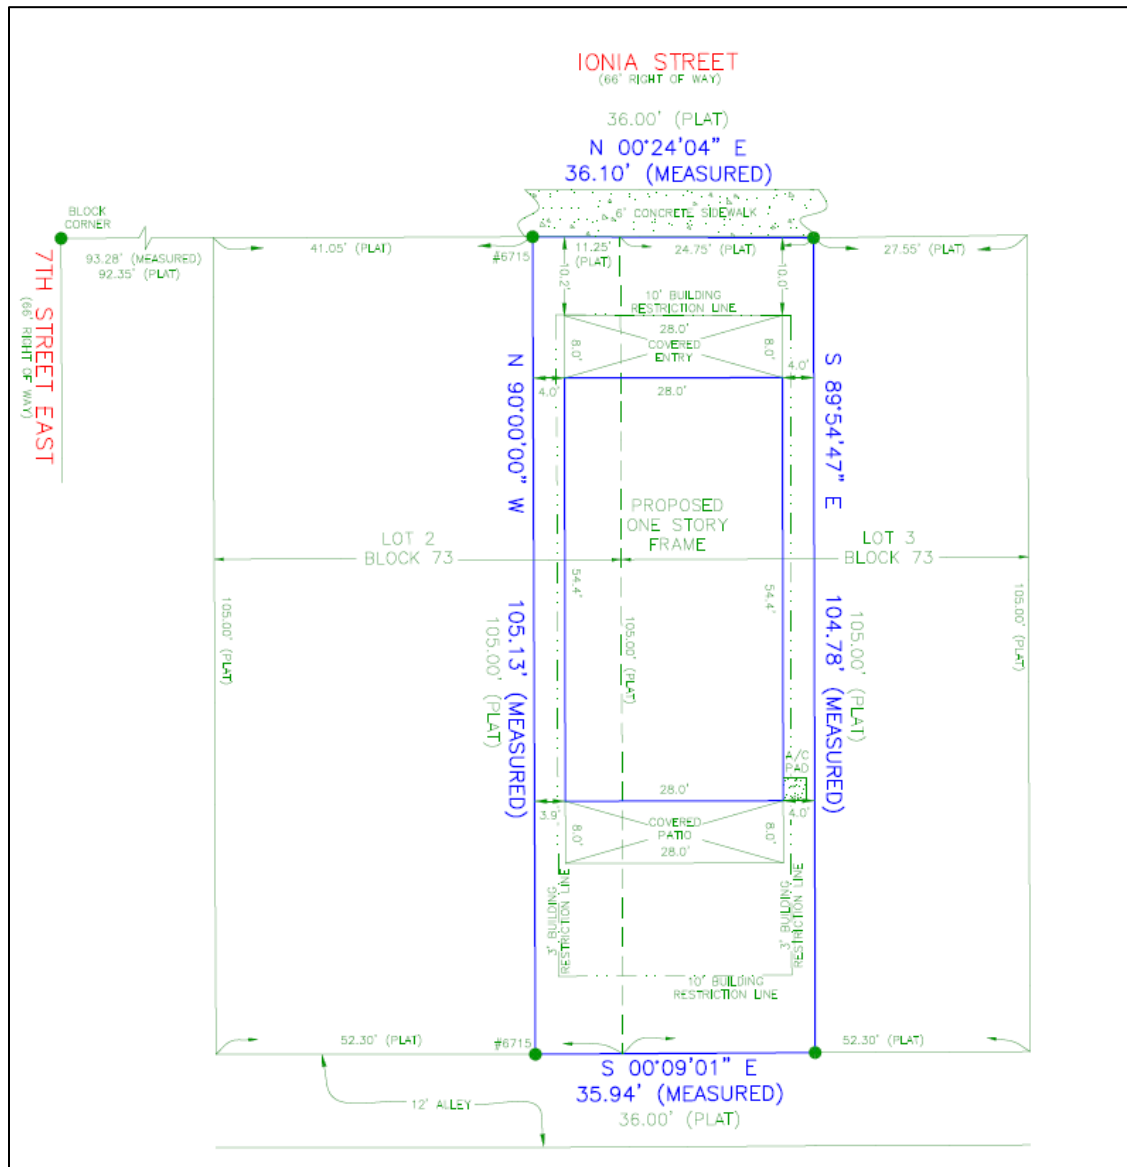 IONIA STREET
(66' RIGHT OF WAY)
36.00' (PLAT)
N 00°24'04" E
36.10' (MEASURED)
6' CONCRETE SIDEWALK
BLOCK
CORNER
93.28' (MEASURED)
92.35' (PLAT)
41.05' (PLAT)
#6715
11.25'
(PLAT)
24.75' (PLAT)
27.55' (PLAT)
7TH STREET EAST
(66' RIGHT OF WAY)
10.2'
10.0'
10' BUILDING
RESTRICTION LINE
28.0'
8.0'
COVERED
ENTRY
8.0'
4.0'
28.0'
4.0'
N 90°00'00" W
S 89°54'47" E
PROPOSED
ONE STORY
FRAME
LOT 2
BLOCK 73
LOT 3
BLOCK 73
54.4'
54.4'
105.00' (PLAT)
105.13' (MEASURED)
105.00' (PLAT)
105.00' (PLAT)
104.78' (MEASURED)
105.00' (PLAT)
105.00' (PLAT)
A/C
PAD
28.0'
3.9'
4.0'
8.0'
COVERED
PATIO
8.0'
28.0'
3' BUILDING
RESTRICTION LINE
3' BUILDING
RESTRICTION LINE
10' BUILDING
RESTRICTION LINE
52.30' (PLAT)
#6715
52.30' (PLAT)
S 00°09'01" E
35.94' (MEASURED)
36.00' (PLAT)
12' ALLEY